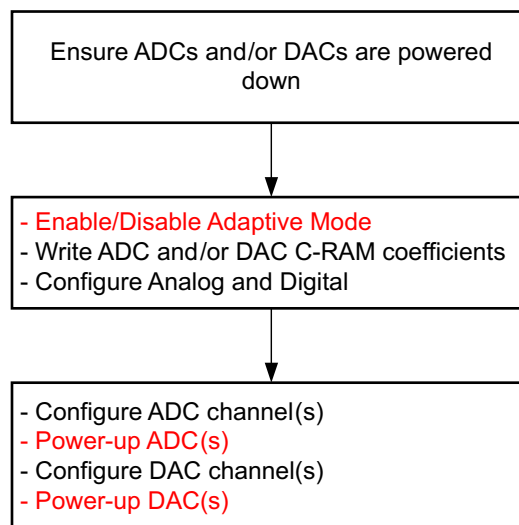 Ensure ADCs and/or DACs are powered
down
- Enable/Disable Adaptive Mode
- Write ADC and/or DAC C-RAM coefficients
- Configure Analog and Digital
- Configure ADC channel(s)
- Power-up ADC(s)
- Configure DAC channel(s)
- Power-up DAC(s)